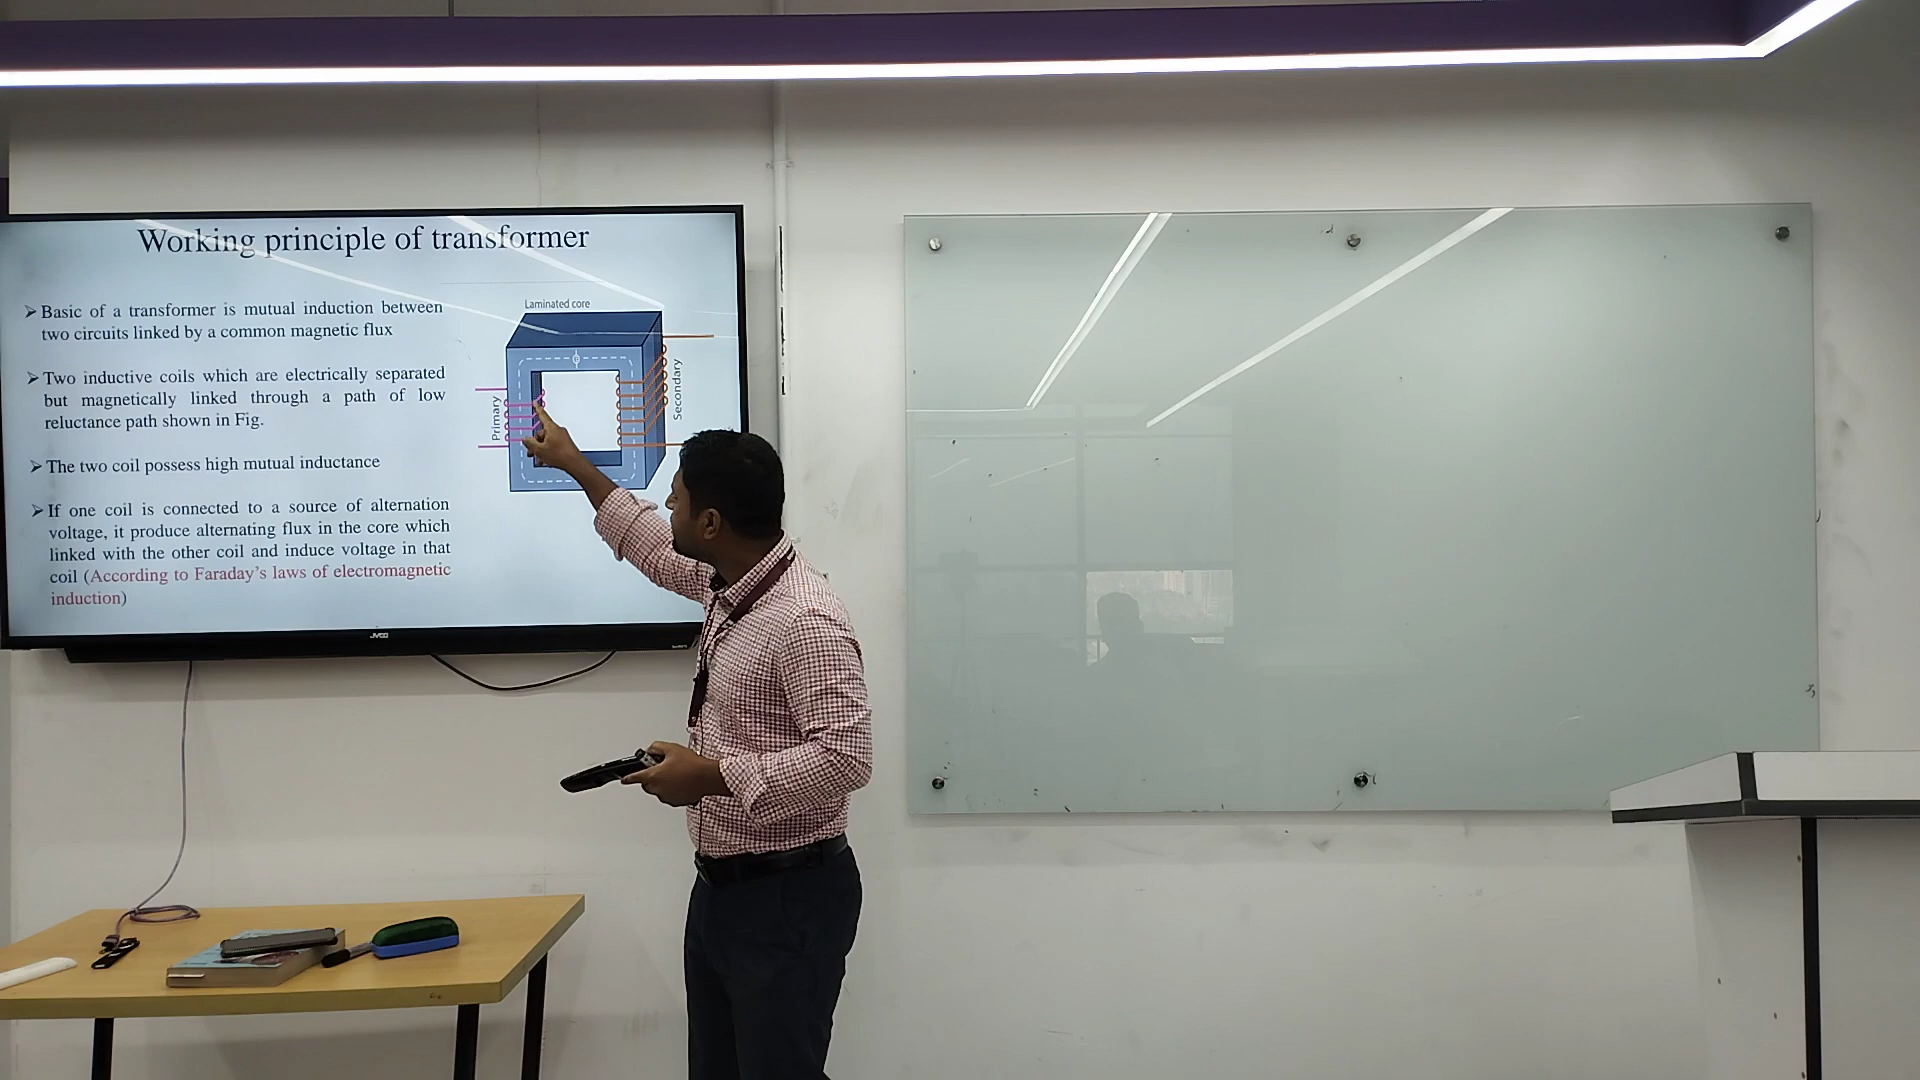 Working principle of transformer
➢ Basic of a transformer is mutual induction between
two circuits linked by a common magnetic flux
➢ Two inductive coils which are electrically separated
but magnetically linked through a path of low
reluctance path shown in Fig.
➢ The two coil possess high mutual inductance
➢ If one coil is connected to a source of alternation
voltage, it produce alternating flux in the core which
linked with the other coil and induce voltage in that
coil (According to Faraday's laws of electromagnetic
induction)
Laminated core
Primary
Secondary
JVCO